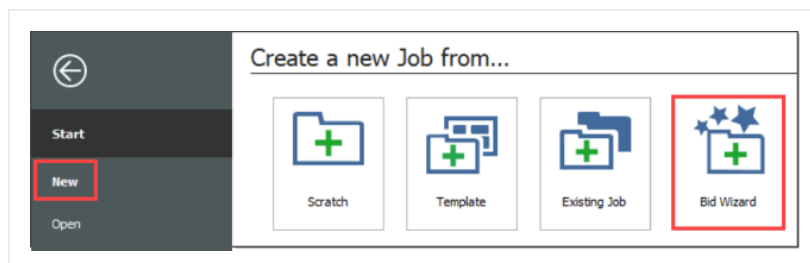 Create a new Job from...
Start
New
Open
Scratch
Template
Existing Job
Bid Wizard